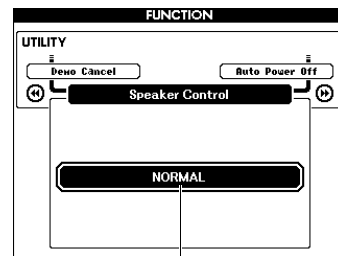 FUNCTION
UTILITY
Demo Cancel
Auto Power Off
Speaker Control
NORMAL